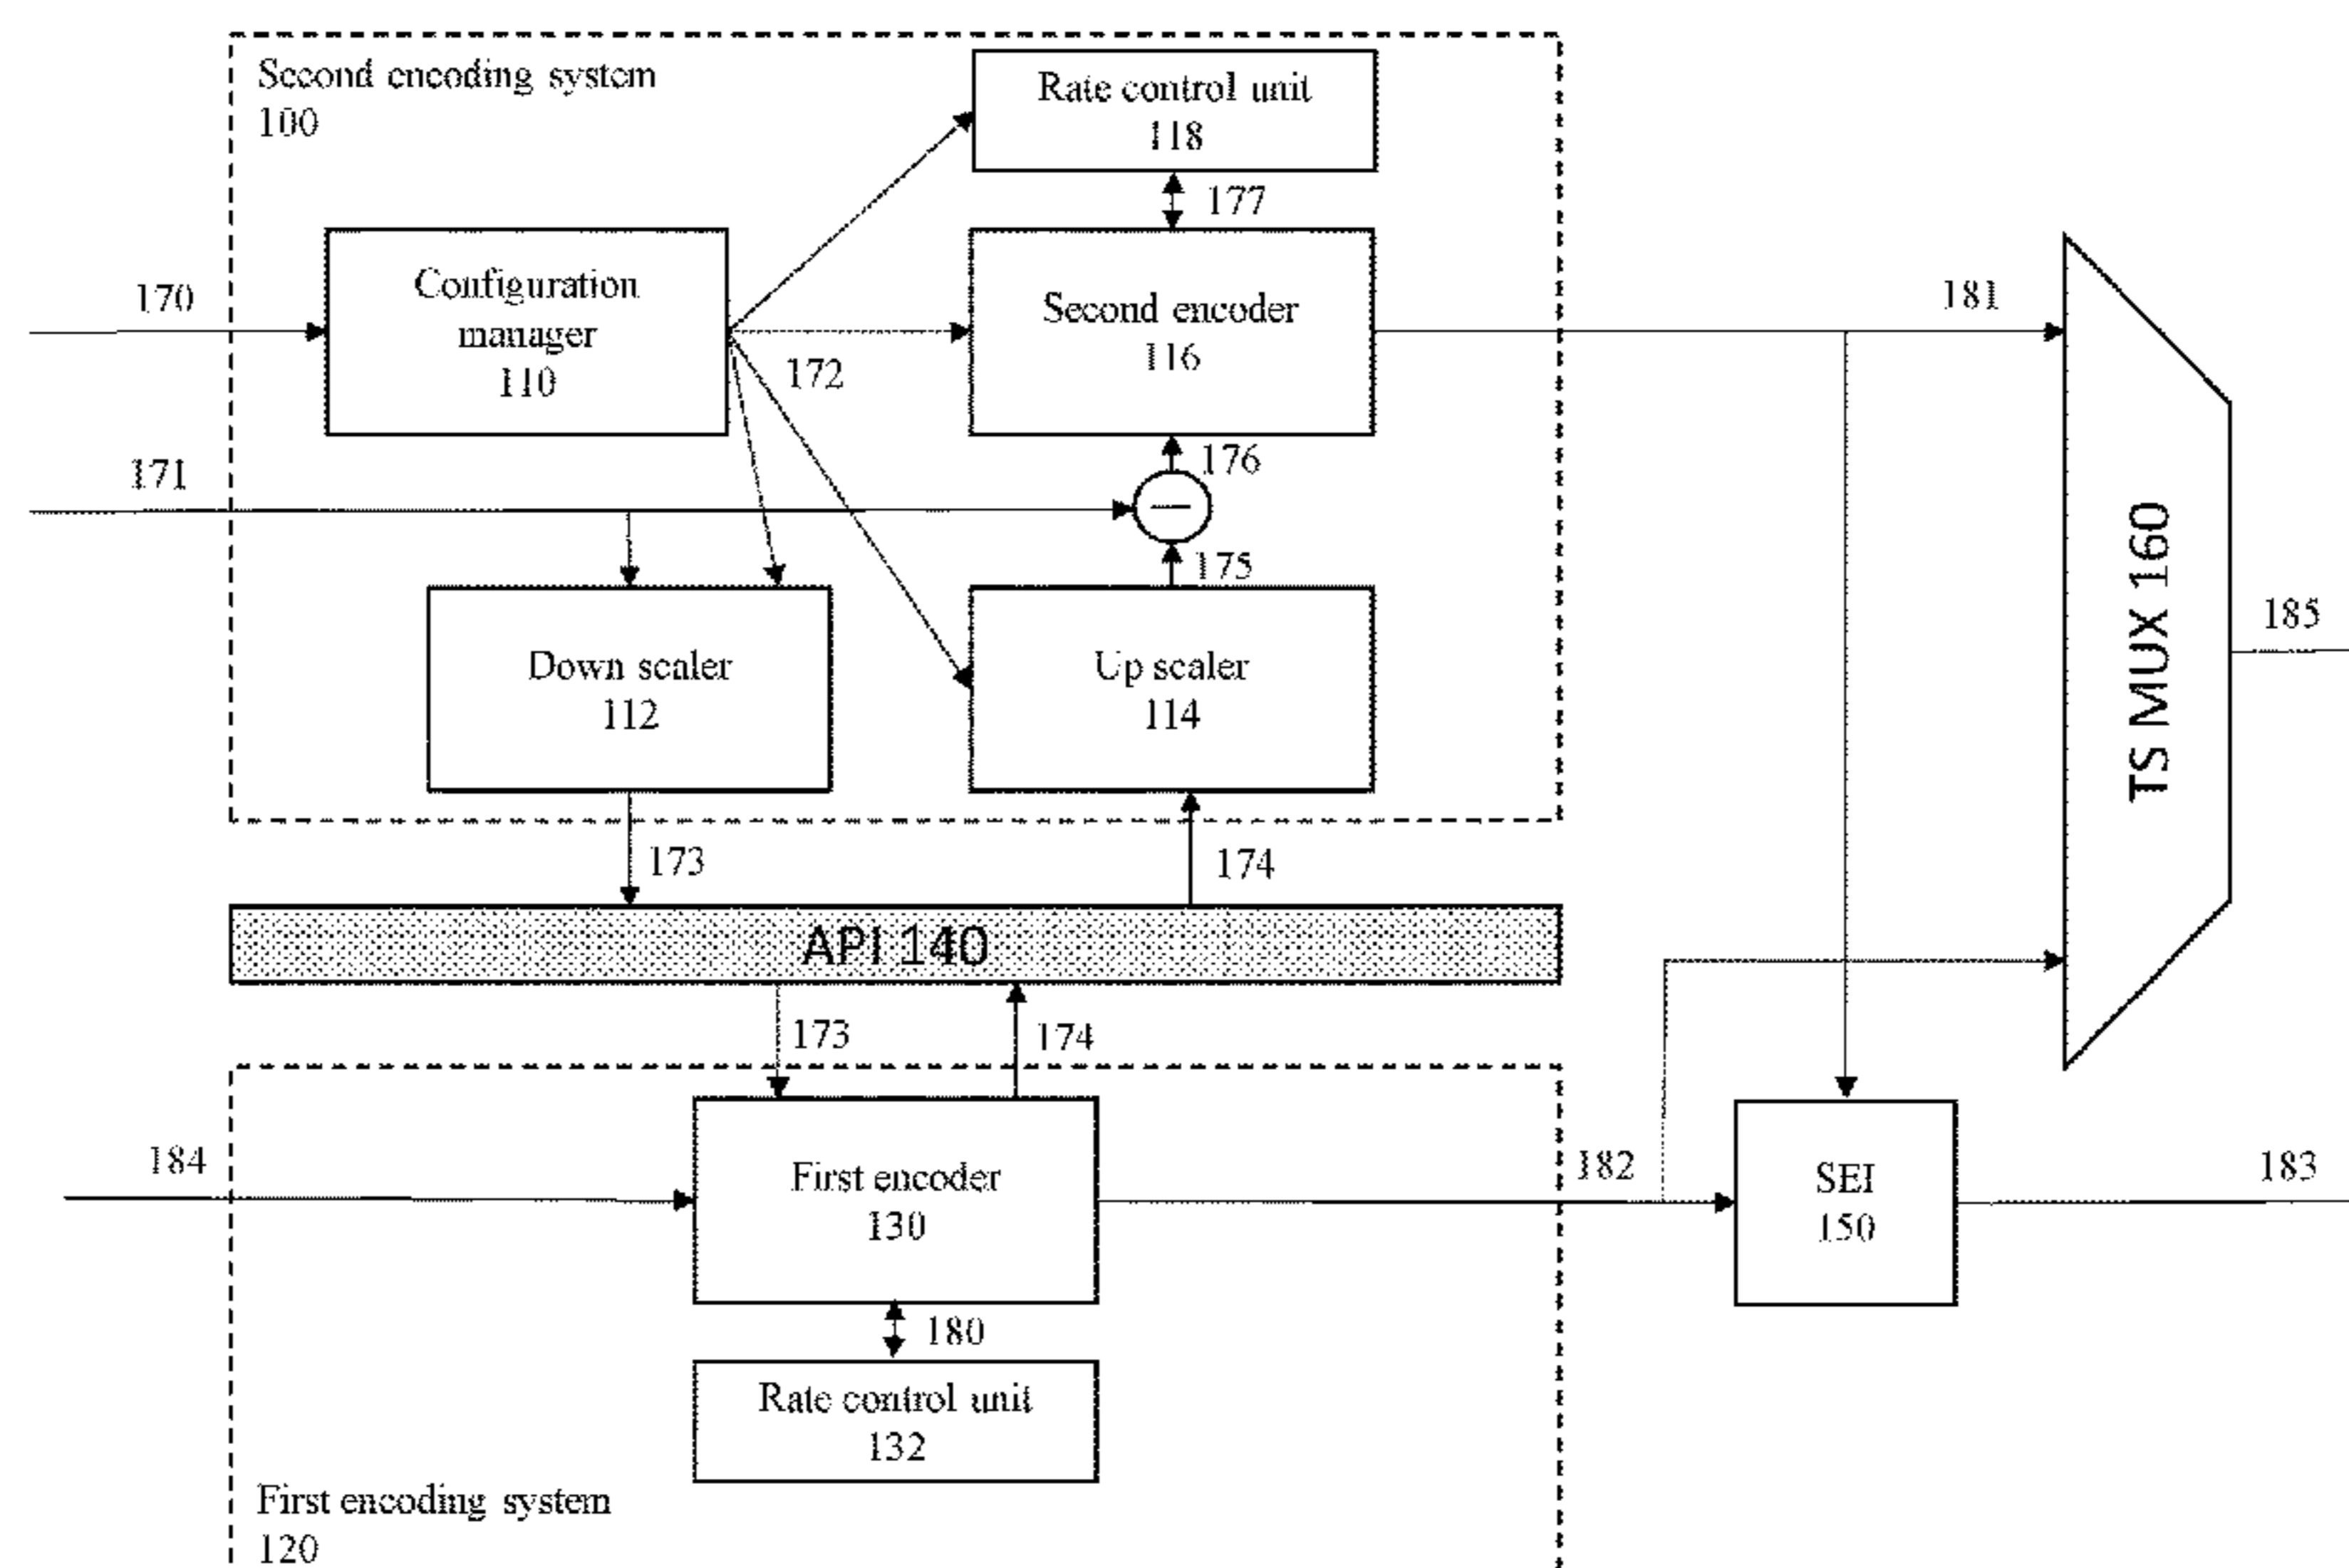 Second encoding system
100
Rate control unit
118
177
170
Configuration
manager
110
172
Second encoder
116
181
171
176
175
Down scaler
112
Up scaler
114
TS MUX 160
185
173
174
API 140
173
174
184
First encoder
130
182
SEI
150
183
180
Rate control unit
132
First encoding system
120